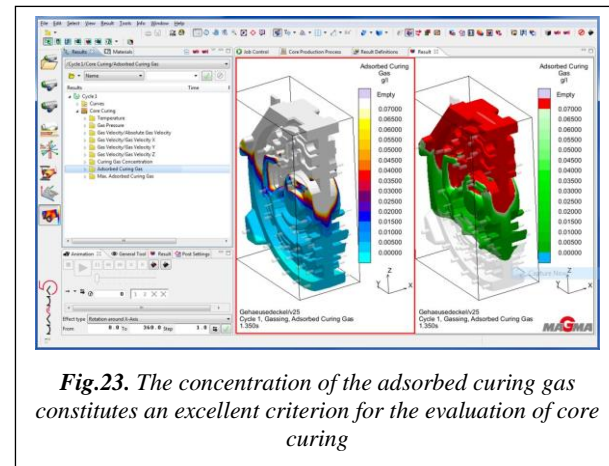 File Edit Select View Result Tools Info Window Help
Results Materials
/Cycle 1/Core Curing/Adsorbed Curing Gas
Name
Results Time
Cycle 1
Curves
Core Curing
Temperature
Gas Pressure
Gas Velocity/Absolute Gas Velocity
Gas Velocity/Gas Velocity X
Gas Velocity/Gas Velocity Y
Gas Velocity/Gas Velocity Z
Curing Gas Concentration
Adsorbed Curing Gas
Max. Adsorbed Curing Gas
Animation General Tool Result Post Settings
0 1 2 X X
Effect type Rotation around X-Axis
From 0.0 To 360.0 Step 1.0
Job Control Core Production Process Result Definitions Result
Adsorbed Curing
Gas
g/l
Empty
0.07000
0.06500
0.06000
0.05500
0.05000
0.04500
0.04000
0.03500
0.03000
0.02500
0.02000
0.01500
0.01000
0.00500
0.00000
Z
Y X
Gehaeusedeckel/v25
Cycle 1, Gassing, Adsorbed Curing Gas
1.350s
Adsorbed Curing
Gas
g/l
Empty
0.07000
0.06500
0.06000
0.05500
0.05000
0.04500
0.04000
0.03500
0.03000
0.02500
0.02000
0.01500
0.01000
0.00500
0.00000
Z
Y X
Gehaeusedeckel/v25
Cycle 1, Gassing, Adsorbed Curing Gas
1.350s
MAGMA
Fig.23. The concentration of the adsorbed curing gas
constitutes an excellent criterion for the evaluation of core
curing